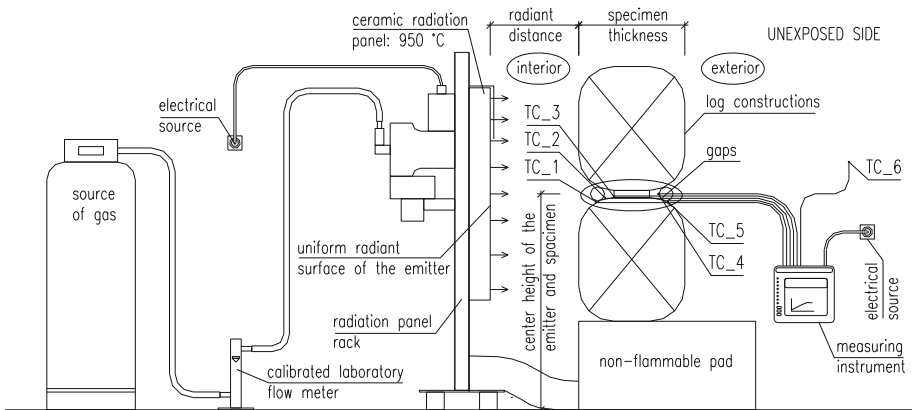 ceramic radiation
panel: 950 °C
radiant
distance
specimen
thickness
UNEXPOSED SIDE
interior
exterior
electrical
source
TC_3
TC_2
TC_1
log constructions
gaps
TC_6
source
of gas
uniform radiant
surface of the emitter
center height of the
emitter and spacimen
TC_5
TC_4
electrical
source
radiation panel
rack
non-flammable pad
measuring
instrument
calibrated laboratory
flow meter